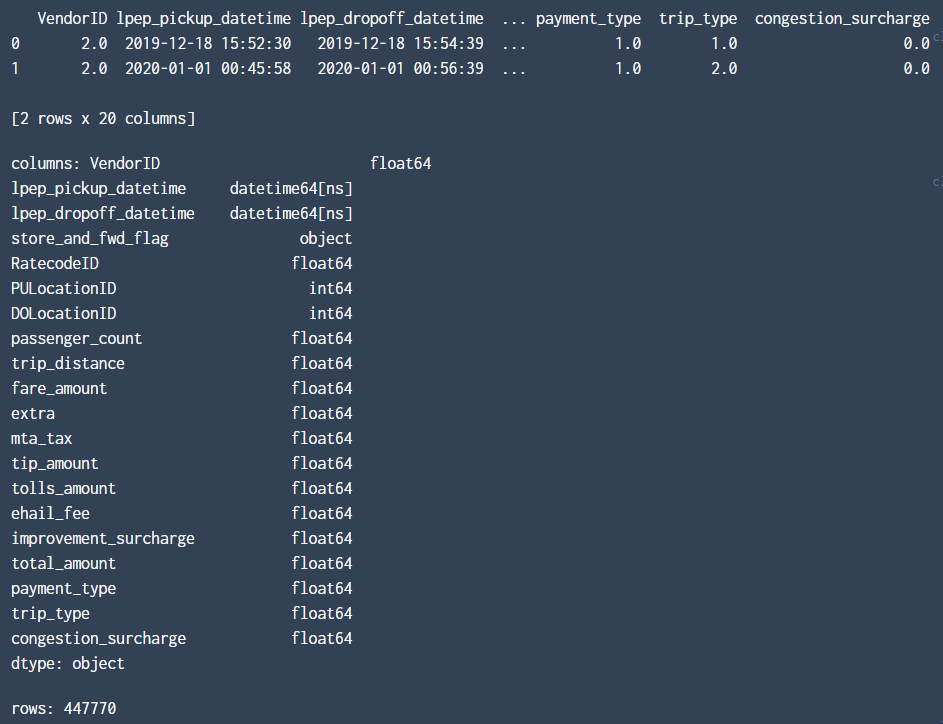 VendorID lpep_pickup_datetime lpep_dropoff_datetime ... payment_type trip_type congestion_surcharge
0 2.0 2019-12-18 15:52:30 2019-12-18 15:54:39 ... 1.0 1.0 0.0
1 2.0 2020-01-01 00:45:58 2020-01-01 00:56:39 ... 1.0 2.0 0.0
[2 rows x 20 columns]
columns: VendorID float64
lpep_pickup_datetime datetime64[ns]
lpep_dropoff_datetime datetime64[ns]
store_and_fwd_flag object
RatecodeID float64
PULocationID int64
DOLocationID int64
passenger_count float64
trip_distance float64
fare_amount float64
extra float64
mta_tax float64
tip_amount float64
tolls_amount float64
ehail_fee float64
improvement_surcharge float64
total_amount float64
payment_type float64
trip_type float64
congestion_surcharge float64
dtype: object
rows: 447770